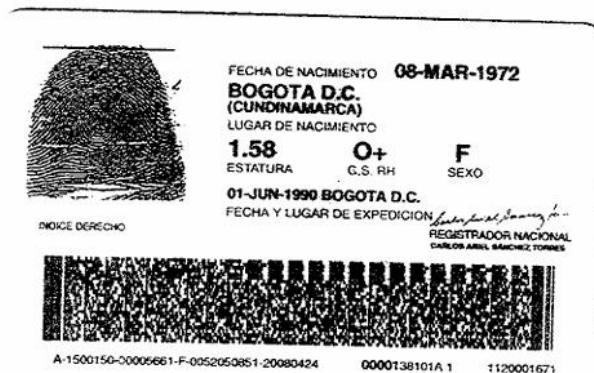 FECHA DE NACIMIENTO 08-MAR-1972
BOGOTA D.C.
(CUNDINAMARCA)
LUGAR DE NACIMIENTO
1.58 O+ F
ESTATURA G.S. RH SEXO
01-JUN-1990 BOGOTA D.C.
FECHA Y LUGAR DE EXPEDICION
INDICE DERECHO
REGISTRADOR NACIONAL
CARLOS ARIEL SÁNCHEZ TORRES
A-1500150-00005661-F-0052050851-20080424 0000138101A 1 1120001671